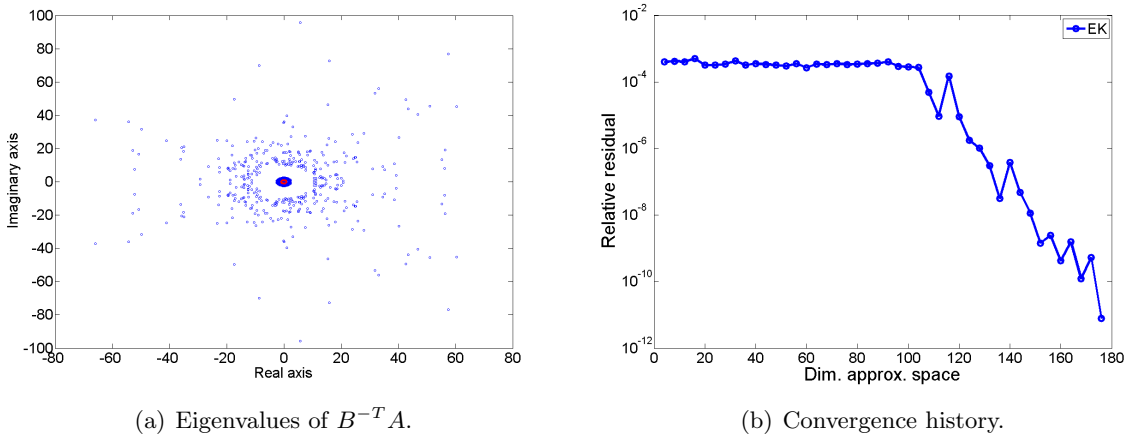 100
80
60
40
20
0
-20
-40
-60
-80
-100
Imaginary axis
-80 -60 -40 -20 0 20 40 60 80
Real axis
(a) Eigenvalues of $B^{-T}A$.
10^{-2}
10^{-4}
10^{-6}
10^{-8}
10^{-10}
10^{-12}
Relative residual
EK
0 20 40 60 80 100 120 140 160 180
Dim. approx. space
(b) Convergence history.